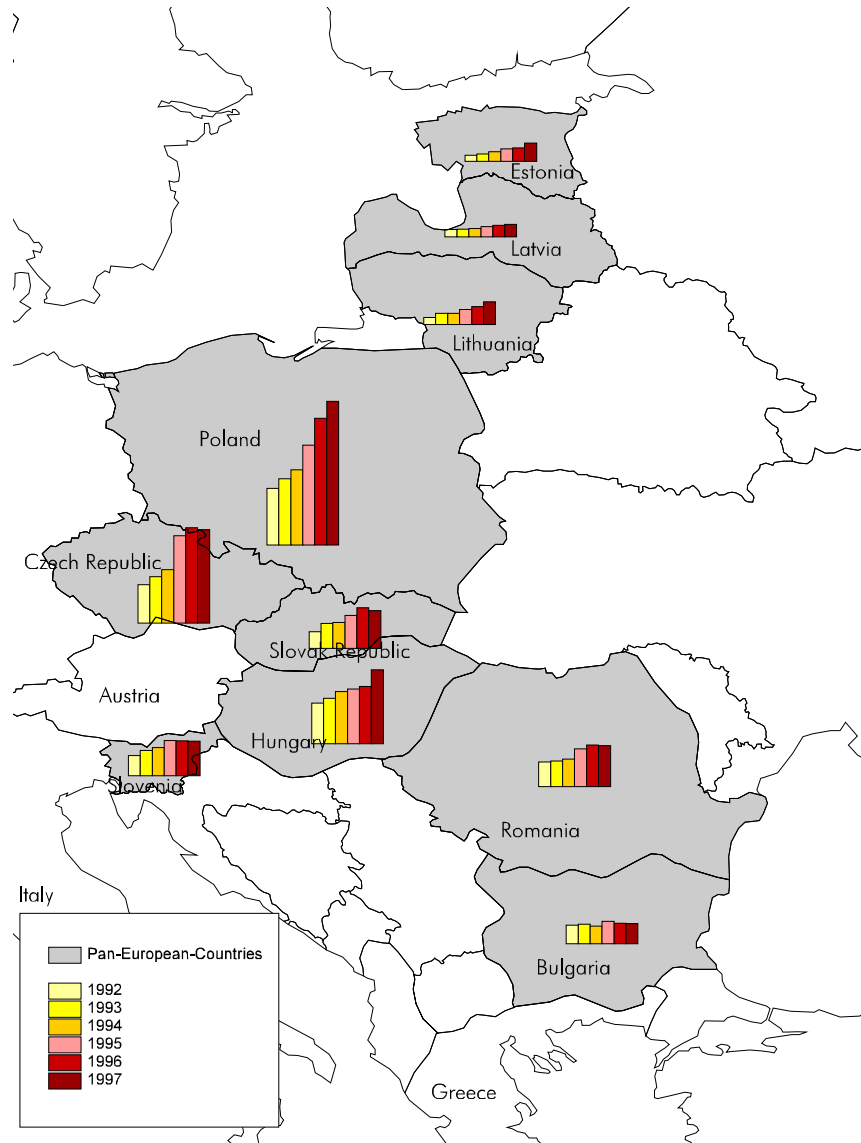 Estonia
Latvia
Lithuania
Poland
Czech Republic
Slovak Republic
Austria
Hungary
Slovenia
Romania
Italy
Pan-European-Countries
Bulgaria
1992
1993
1994
1995
1996
1997
Greece